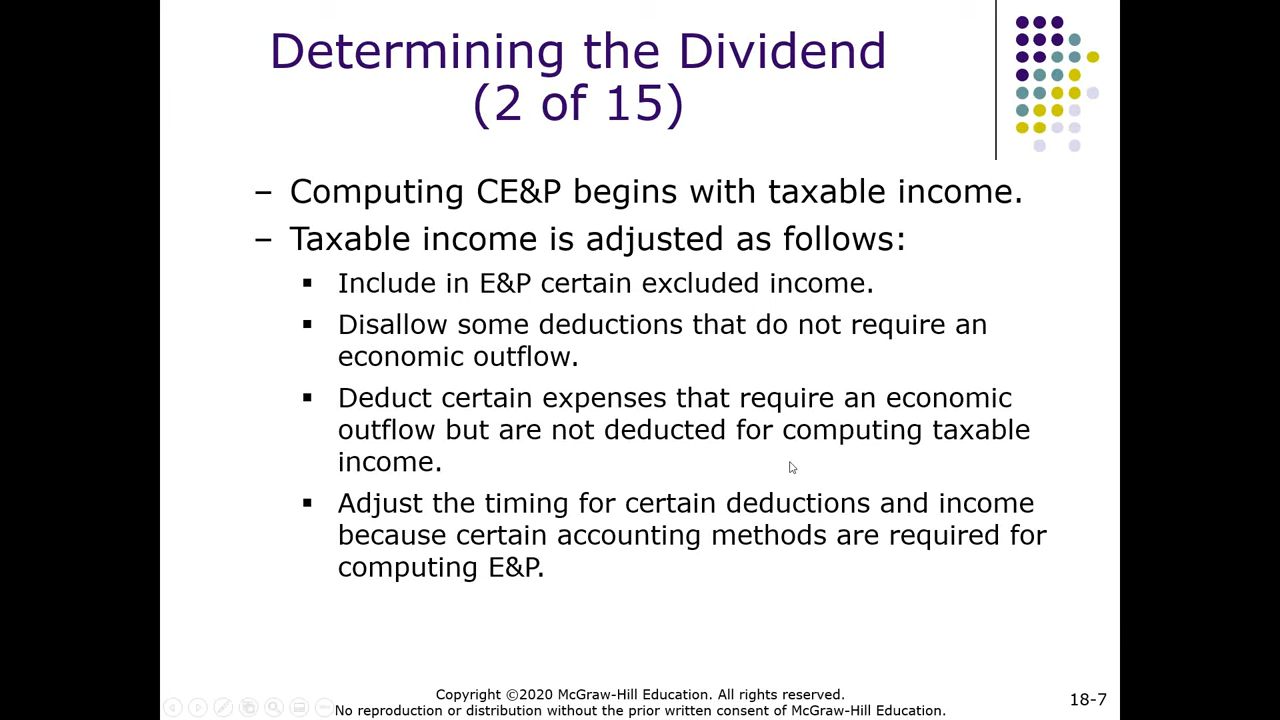 Determining the Dividend
(2 of 15)
– Computing CE&P begins with taxable income.
– Taxable income is adjusted as follows:
▪ Include in E&P certain excluded income.
▪ Disallow some deductions that do not require an
economic outflow.
▪ Deduct certain expenses that require an economic
outflow but are not deducted for computing taxable
income.
▪ Adjust the timing for certain deductions and income
because certain accounting methods are required for
computing E&P.
Copyright ©2020 McGraw-Hill Education. All rights reserved.
No reproduction or distribution without the prior written consent of McGraw-Hill Education.
18-7